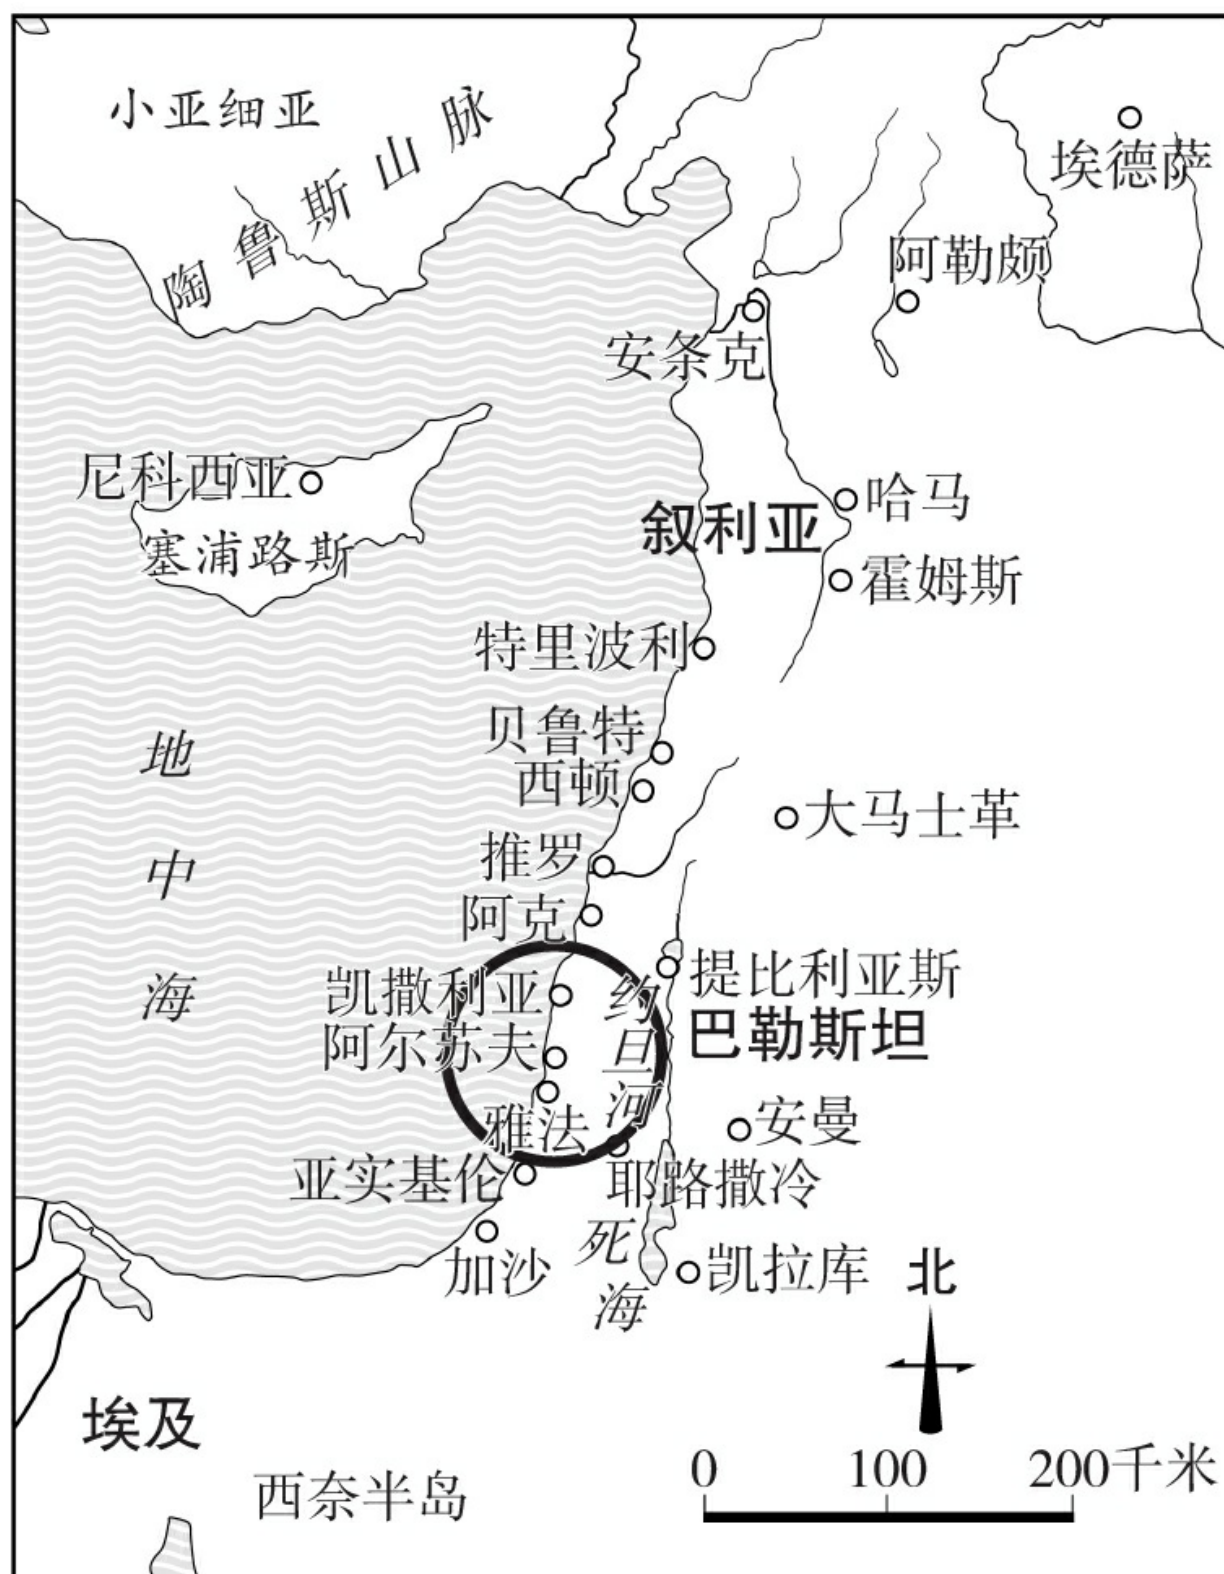 小亚细亚
陶鲁斯山脉
埃德萨
阿勒颇
安条克
尼科西亚
塞浦路斯
叙利亚
哈马
霍姆斯
特里波利
贝鲁特
西顿
大马士革
推罗
阿克
地中海
凯撒利亚
阿尔苏夫
约旦河
提比利亚斯
巴勒斯坦
雅法
安曼
亚实基伦
耶路撒冷
加沙
死海
凯拉库
北
埃及
西奈半岛
0 100 200千米